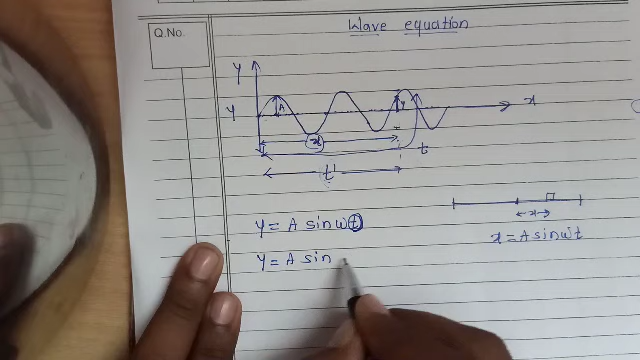 Q.No.
Wave equation
y
y
A
y
x
x
t
t'
y = A sin ωt
x
x = A sin ωt
y = A sin